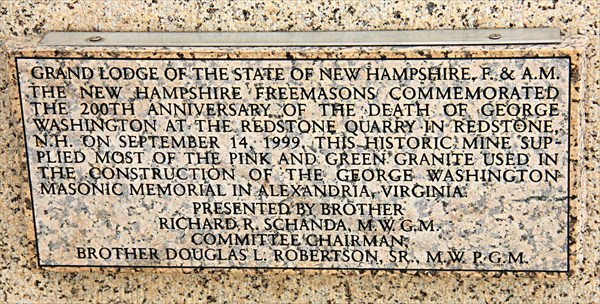 GRAND LODGE OF THE STATE OF NEW HAMPSHIRE, F. & A.M.
THE NEW HAMPSHIRE FREEMASONS COMMEMORATED
THE 200TH ANNIVERSARY OF THE DEATH OF GEORGE
WASHINGTON AT THE REDSTONE QUARRY IN REDSTONE,
N.H. ON SEPTEMBER 14, 1999. THIS HISTORIC MINE SUP-
PLIED MOST OF THE PINK AND GREEN GRANITE USED IN
THE CONSTRUCTION OF THE GEORGE WASHINGTON
MASONIC MEMORIAL IN ALEXANDRIA, VIRGINIA.
PRESENTED BY BROTHER
RICHARD R. SCHANDA, M.W.G.M.
COMMITTEE CHAIRMAN,
BROTHER DOUGLAS L. ROBERTSON, SR., M.W.P.G.M.